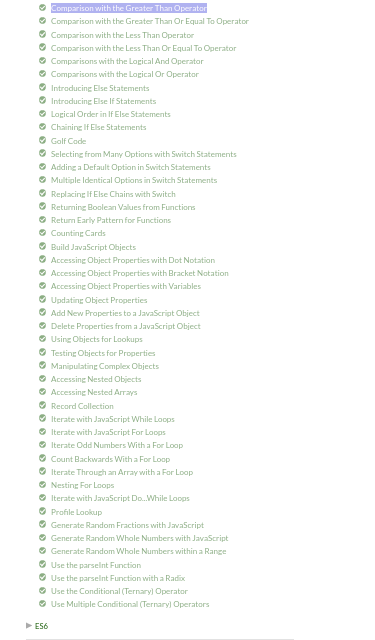 Comparison with the Greater Than Operator
Comparison with the Greater Than Or Equal To Operator
Comparison with the Less Than Operator
Comparison with the Less Than Or Equal To Operator
Comparisons with the Logical And Operator
Comparisons with the Logical Or Operator
Introducing Else Statements
Introducing Else If Statements
Logical Order in If Else Statements
Chaining If Else Statements
Golf Code
Selecting from Many Options with Switch Statements
Adding a Default Option in Switch Statements
Multiple Identical Options in Switch Statements
Replacing If Else Chains with Switch
Returning Boolean Values from Functions
Return Early Pattern for Functions
Counting Cards
Build JavaScript Objects
Accessing Object Properties with Dot Notation
Accessing Object Properties with Bracket Notation
Accessing Object Properties with Variables
Updating Object Properties
Add New Properties to a JavaScript Object
Delete Properties from a JavaScript Object
Using Objects for Lookups
Testing Objects for Properties
Manipulating Complex Objects
Accessing Nested Objects
Accessing Nested Arrays
Record Collection
Iterate with JavaScript While Loops
Iterate with JavaScript For Loops
Iterate Odd Numbers With a For Loop
Count Backwards With a For Loop
Iterate Through an Array with a For Loop
Nesting For Loops
Iterate with JavaScript Do...While Loops
Profile Lookup
Generate Random Fractions with JavaScript
Generate Random Whole Numbers with JavaScript
Generate Random Whole Numbers within a Range
Use the parseInt Function
Use the parseInt Function with a Radix
Use the Conditional (Ternary) Operator
Use Multiple Conditional (Ternary) Operators
ES6